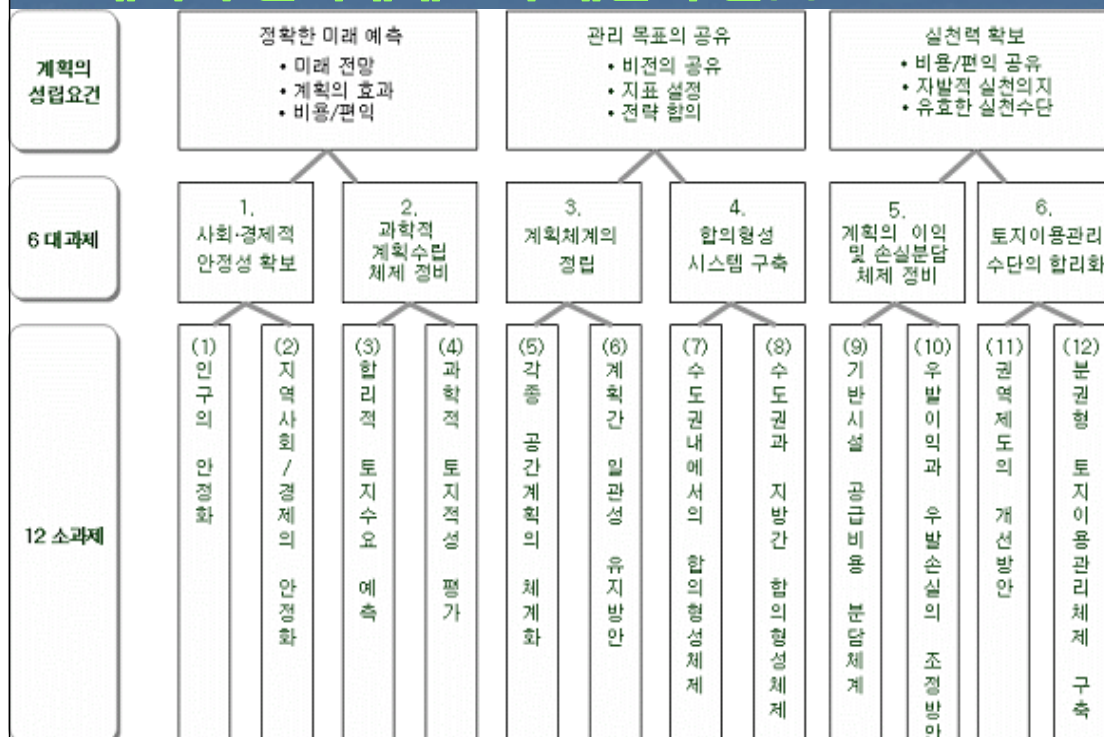 계획의
성립요건
정확한 미래 예측
• 미래 전망
• 계획의 효과
• 비용/편익
관리 목표의 공유
• 비전의 공유
• 지표 설정
• 전략 합의
실천력 확보
• 비용/편익 공유
• 자발적 실천의지
• 유효한 실천수단
6 대 과제
1.
사회·경제적
안정성 확보
2.
과학적
계획수립
체제 정비
3.
계획체계의
정립
4.
합의형성
시스템 구축
5.
계획의 이익
및 손실분담
체제 정비
6.
토지이용관리
수단의 합리화
12 소과제
(1)
인구의 안정화
(2)
지역사회/경제의 안정화
(3)
합리적 토지수요 예측
(4)
과학적 토지적성 평가
(5)
각종 공간계획의 체계화
(6)
계획간 일관성 유지방안
(7)
수도권내에서의 합의형성체제
(8)
수도권과 지방간 합의형성체제
(9)
기반시설 공급비용 분담체계
(10)
우발이익과 우발손실의 조정방안
(11)
권역제도의 개선방안
(12)
분권형 토지이용관리체제 구축